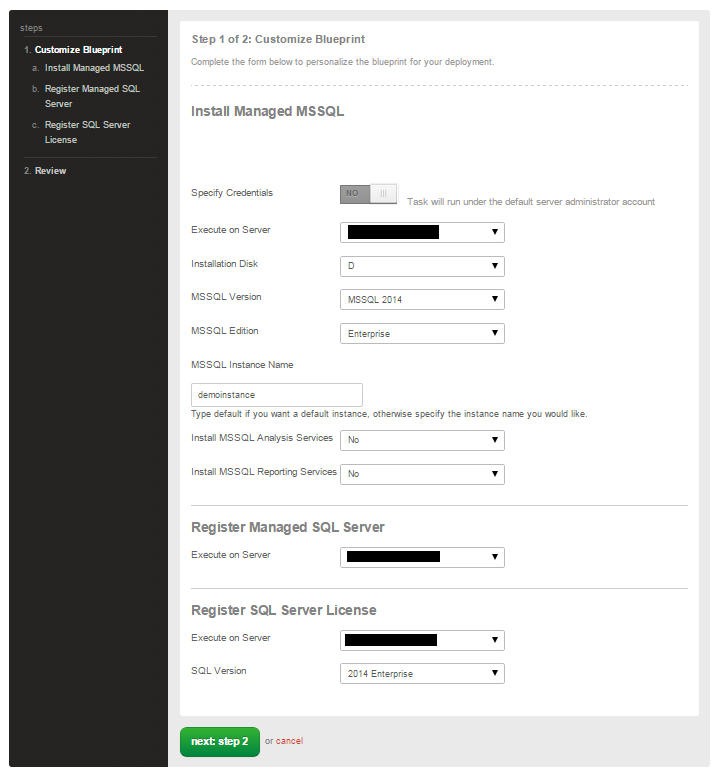 steps
1. Customize Blueprint
a. Install Managed MSSQL
b. Register Managed SQL
Server
c. Register SQL Server
License
2. Review
Step 1 of 2: Customize Blueprint
Complete the form below to personalize the blueprint for your deployment.
Install Managed MSSQL
Specify Credentials NO Task will run under the default server administrator account
Execute on Server
Installation Disk D
MSSQL Version MSSQL 2014
MSSQL Edition Enterprise
MSSQL Instance Name
demoinstance
Type default if you want a default instance, otherwise specify the instance name you would like.
Install MSSQL Analysis Services No
Install MSSQL Reporting Services No
Register Managed SQL Server
Execute on Server
Register SQL Server License
Execute on Server
SQL Version 2014 Enterprise
next: step 2 or cancel